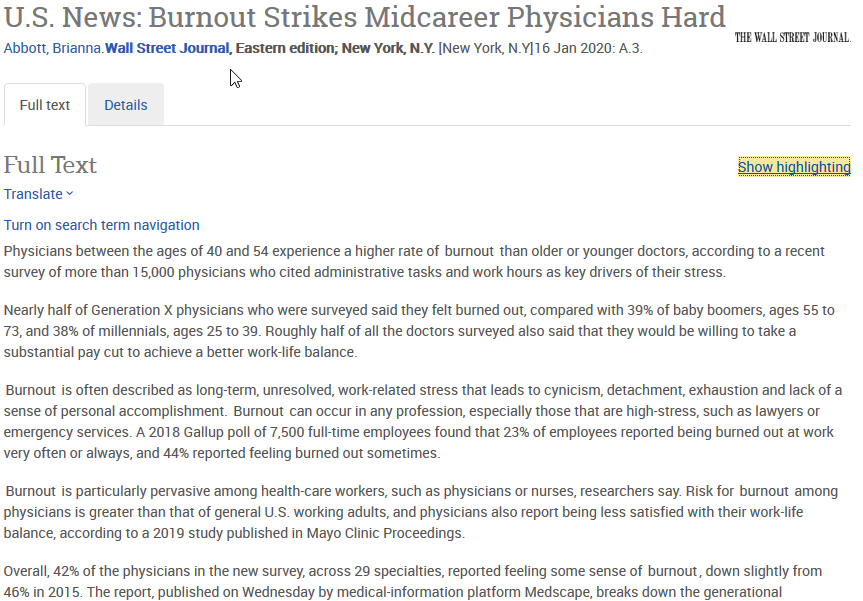 U.S. News: Burnout Strikes Midcareer Physicians Hard
THE WALL STREET JOURNAL.
Abbott, Brianna.Wall Street Journal, Eastern edition; New York, N.Y. [New York, N.Y]16 Jan 2020: A.3.
Full text
Details
Full Text
Show highlighting
Translate
Turn on search term navigation
Physicians between the ages of 40 and 54 experience a higher rate of burnout than older or younger doctors, according to a recent
survey of more than 15,000 physicians who cited administrative tasks and work hours as key drivers of their stress.
Nearly half of Generation X physicians who were surveyed said they felt burned out, compared with 39% of baby boomers, ages 55 to
73, and 38% of millennials, ages 25 to 39. Roughly half of all the doctors surveyed also said that they would be willing to take a
substantial pay cut to achieve a better work-life balance.
Burnout is often described as long-term, unresolved, work-related stress that leads to cynicism, detachment, exhaustion and lack of a
sense of personal accomplishment. Burnout can occur in any profession, especially those that are high-stress, such as lawyers or
emergency services. A 2018 Gallup poll of 7,500 full-time employees found that 23% of employees reported being burned out at work
very often or always, and 44% reported feeling burned out sometimes.
Burnout is particularly pervasive among health-care workers, such as physicians or nurses, researchers say. Risk for burnout among
physicians is greater than that of general U.S. working adults, and physicians also report being less satisfied with their work-life
balance, according to a 2019 study published in Mayo Clinic Proceedings.
Overall, 42% of the physicians in the new survey, across 29 specialties, reported feeling some sense of burnout, down slightly from
46% in 2015. The report, published on Wednesday by medical-information platform Medscape, breaks down the generational